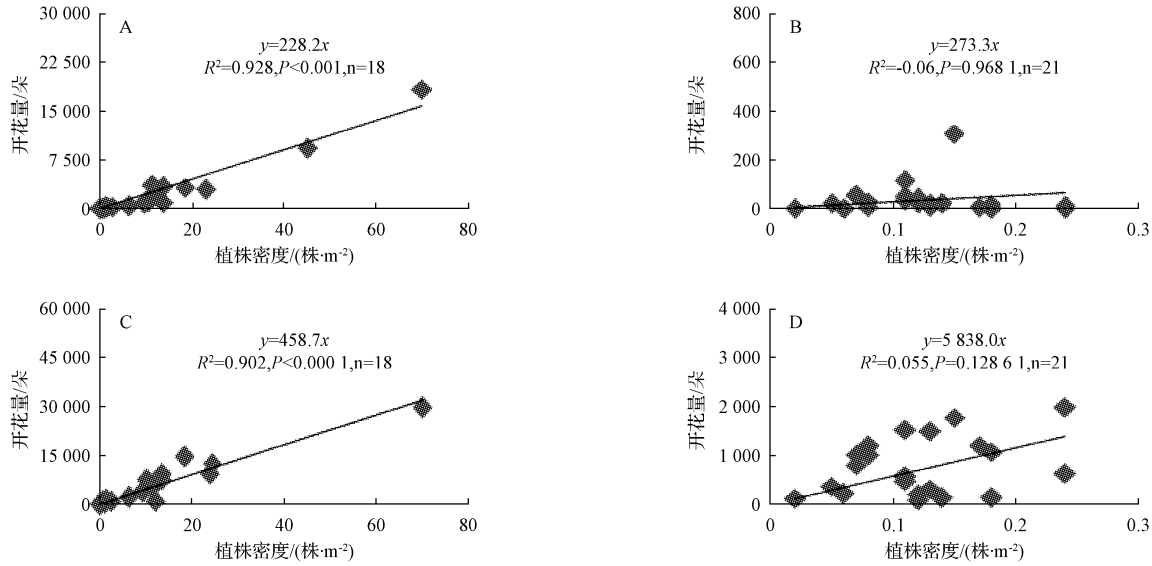 A
y=228.2x
R²=0.928,P<0.001,n=18
30 000
22 500
15 000
7 500
0
开花量/朵
0 20 40 60 80
植株密度/(株·m⁻²)
B
y=273.3x
R²=-0.06,P=0.968 1,n=21
800
600
400
200
0
开花量/朵
0 0.1 0.2 0.3
植株密度/(株·m⁻²)
C
y=458.7x
R²=0.902,P<0.000 1,n=18
60 000
45 000
30 000
15 000
0
开花量/朵
0 20 40 60 80
植株密度/(株·m⁻²)
D
y=5 838.0x
R²=0.055,P=0.128 6 1,n=21
4 000
3 000
2 000
1 000
0
开花量/朵
0 0.1 0.2 0.3
植株密度/(株·m⁻²)